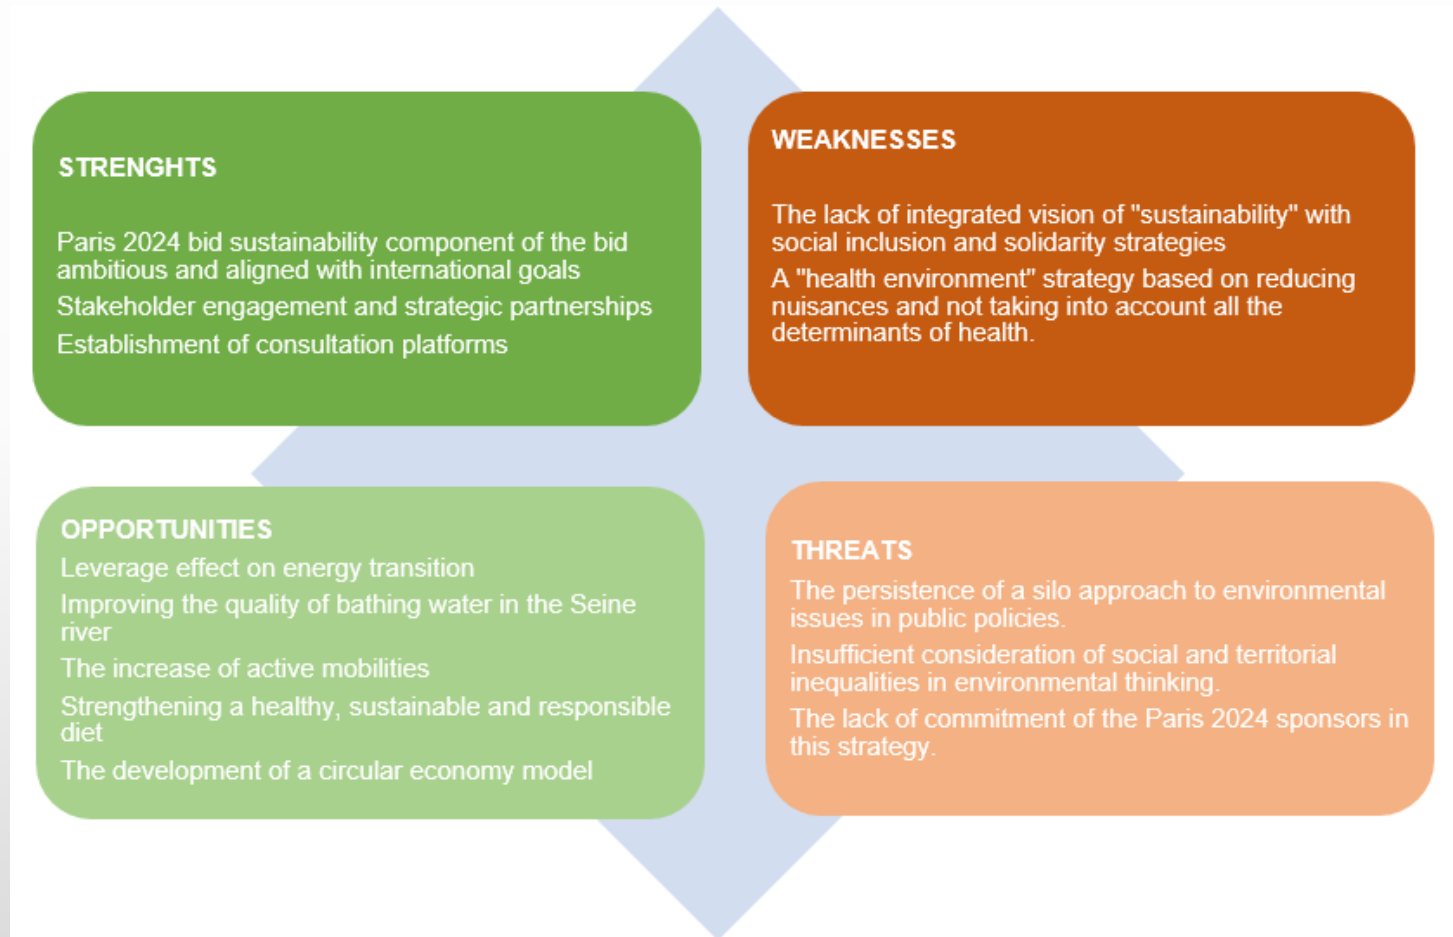 STRENGHTS
Paris 2024 bid sustainability component of the bid
ambitious and aligned with international goals
Stakeholder engagement and strategic partnerships
Establishment of consultation platforms
WEAKNESSES
The lack of integrated vision of "sustainability" with
social inclusion and solidarity strategies
A "health environment" strategy based on reducing
nuisances and not taking into account all the
determinants of health.
OPPORTUNITIES
Leverage effect on energy transition
Improving the quality of bathing water in the Seine
river
The increase of active mobilities
Strengthening a healthy, sustainable and responsible
diet
The development of a circular economy model
THREATS
The persistence of a silo approach to environmental
issues in public policies.
Insufficient consideration of social and territorial
inequalities in environmental thinking.
The lack of commitment of the Paris 2024 sponsors in
this strategy.